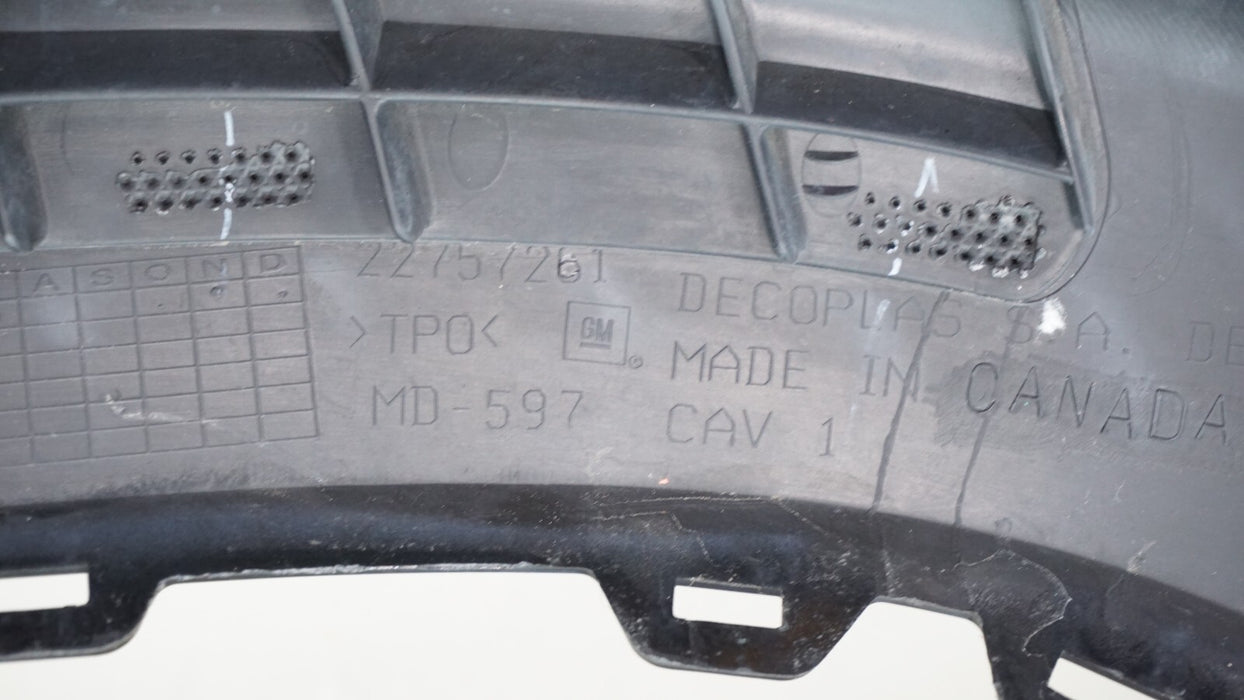 A S O N D
22757261
>TPO<
GM
MD-597
DECOPLAS S.A. DE
MADE IN CANADA
CAV 1